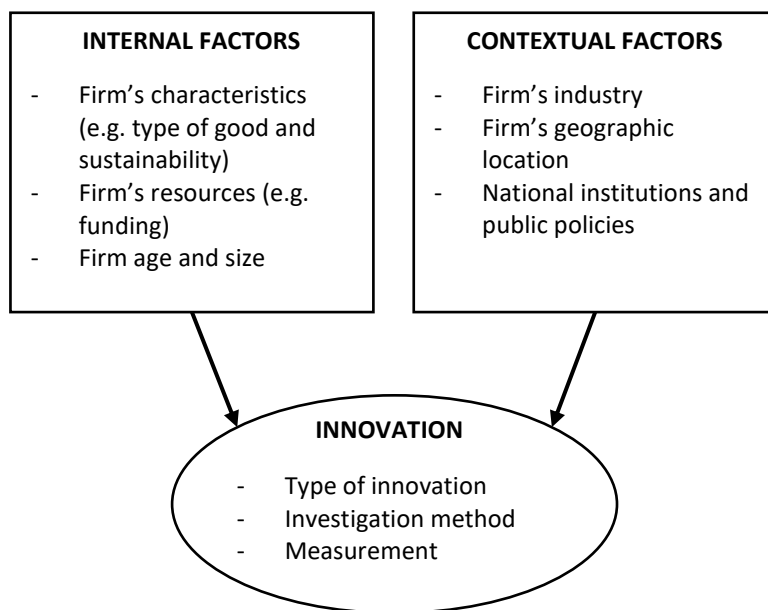 INTERNAL FACTORS
- Firm’s characteristics
(e.g. type of good and
sustainability)
- Firm’s resources (e.g.
funding)
- Firm age and size
CONTEXTUAL FACTORS
- Firm’s industry
- Firm’s geographic
location
- National institutions and
public policies
INNOVATION
- Type of innovation
- Investigation method
- Measurement